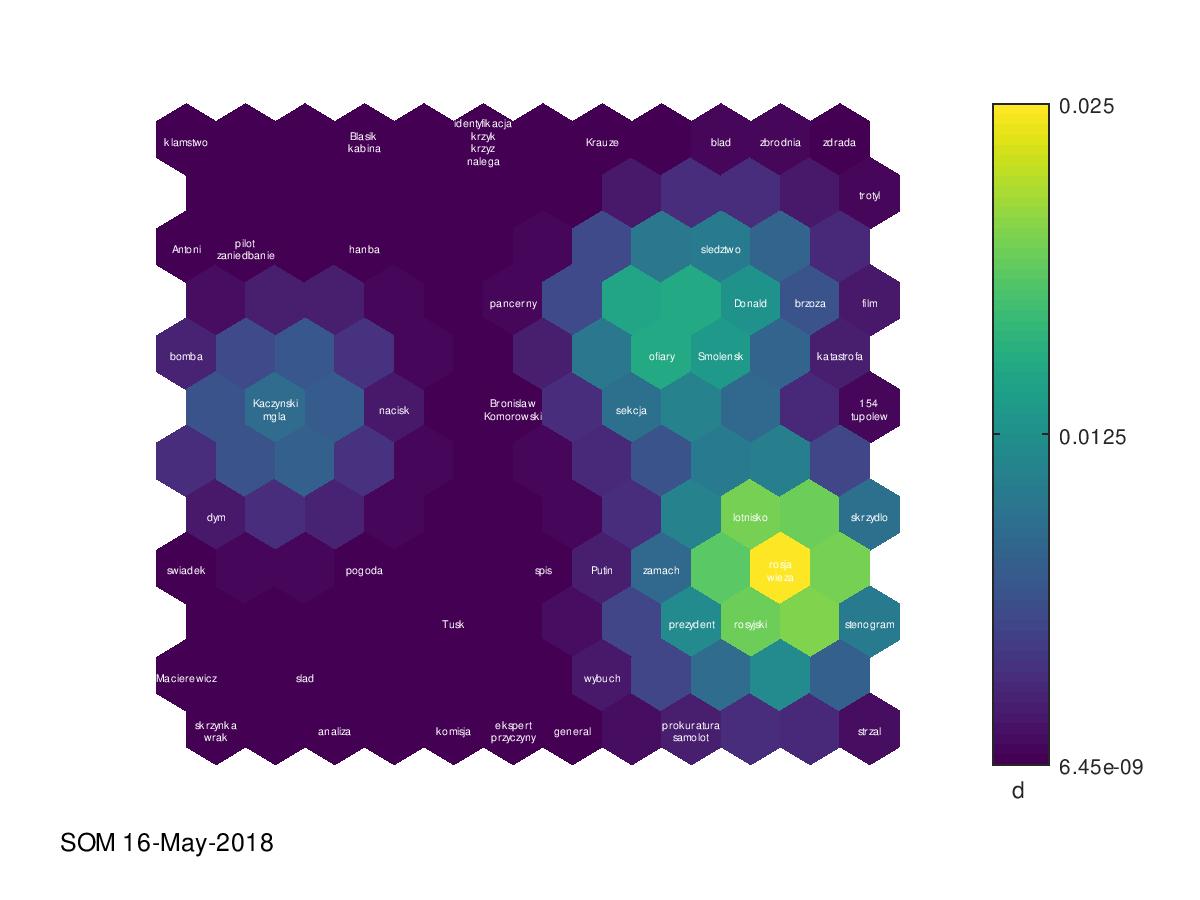 0.025
identyfikacja
klamstwo
Blasik
kabina
krzyk
krzyz
nalega
Krauze
blad
zbrodnia
zdrada
trotyl
Antoni
pilot
zaniedbanie
hanba
sledztwo
pancerny
Donald
brzoza
film
bomba
ofiary
Smolensk
katastrofa
Kaczynski
mgla
nacisk
Bronislaw
Komorowski
sekcja
154
tupolew
0.0125
dym
lotnisko
skrzydlo
swiadek
pogoda
spis
Putin
zamach
rosja
wieza
Tusk
prezydent
rosyjski
stenogram
Macierewicz
slad
wybuch
skrzynka
wrak
analiza
komisja
ekspert
przyczyny
general
prokuratura
samolot
strzal
6.45e-09
d
SOM 16-May-2018